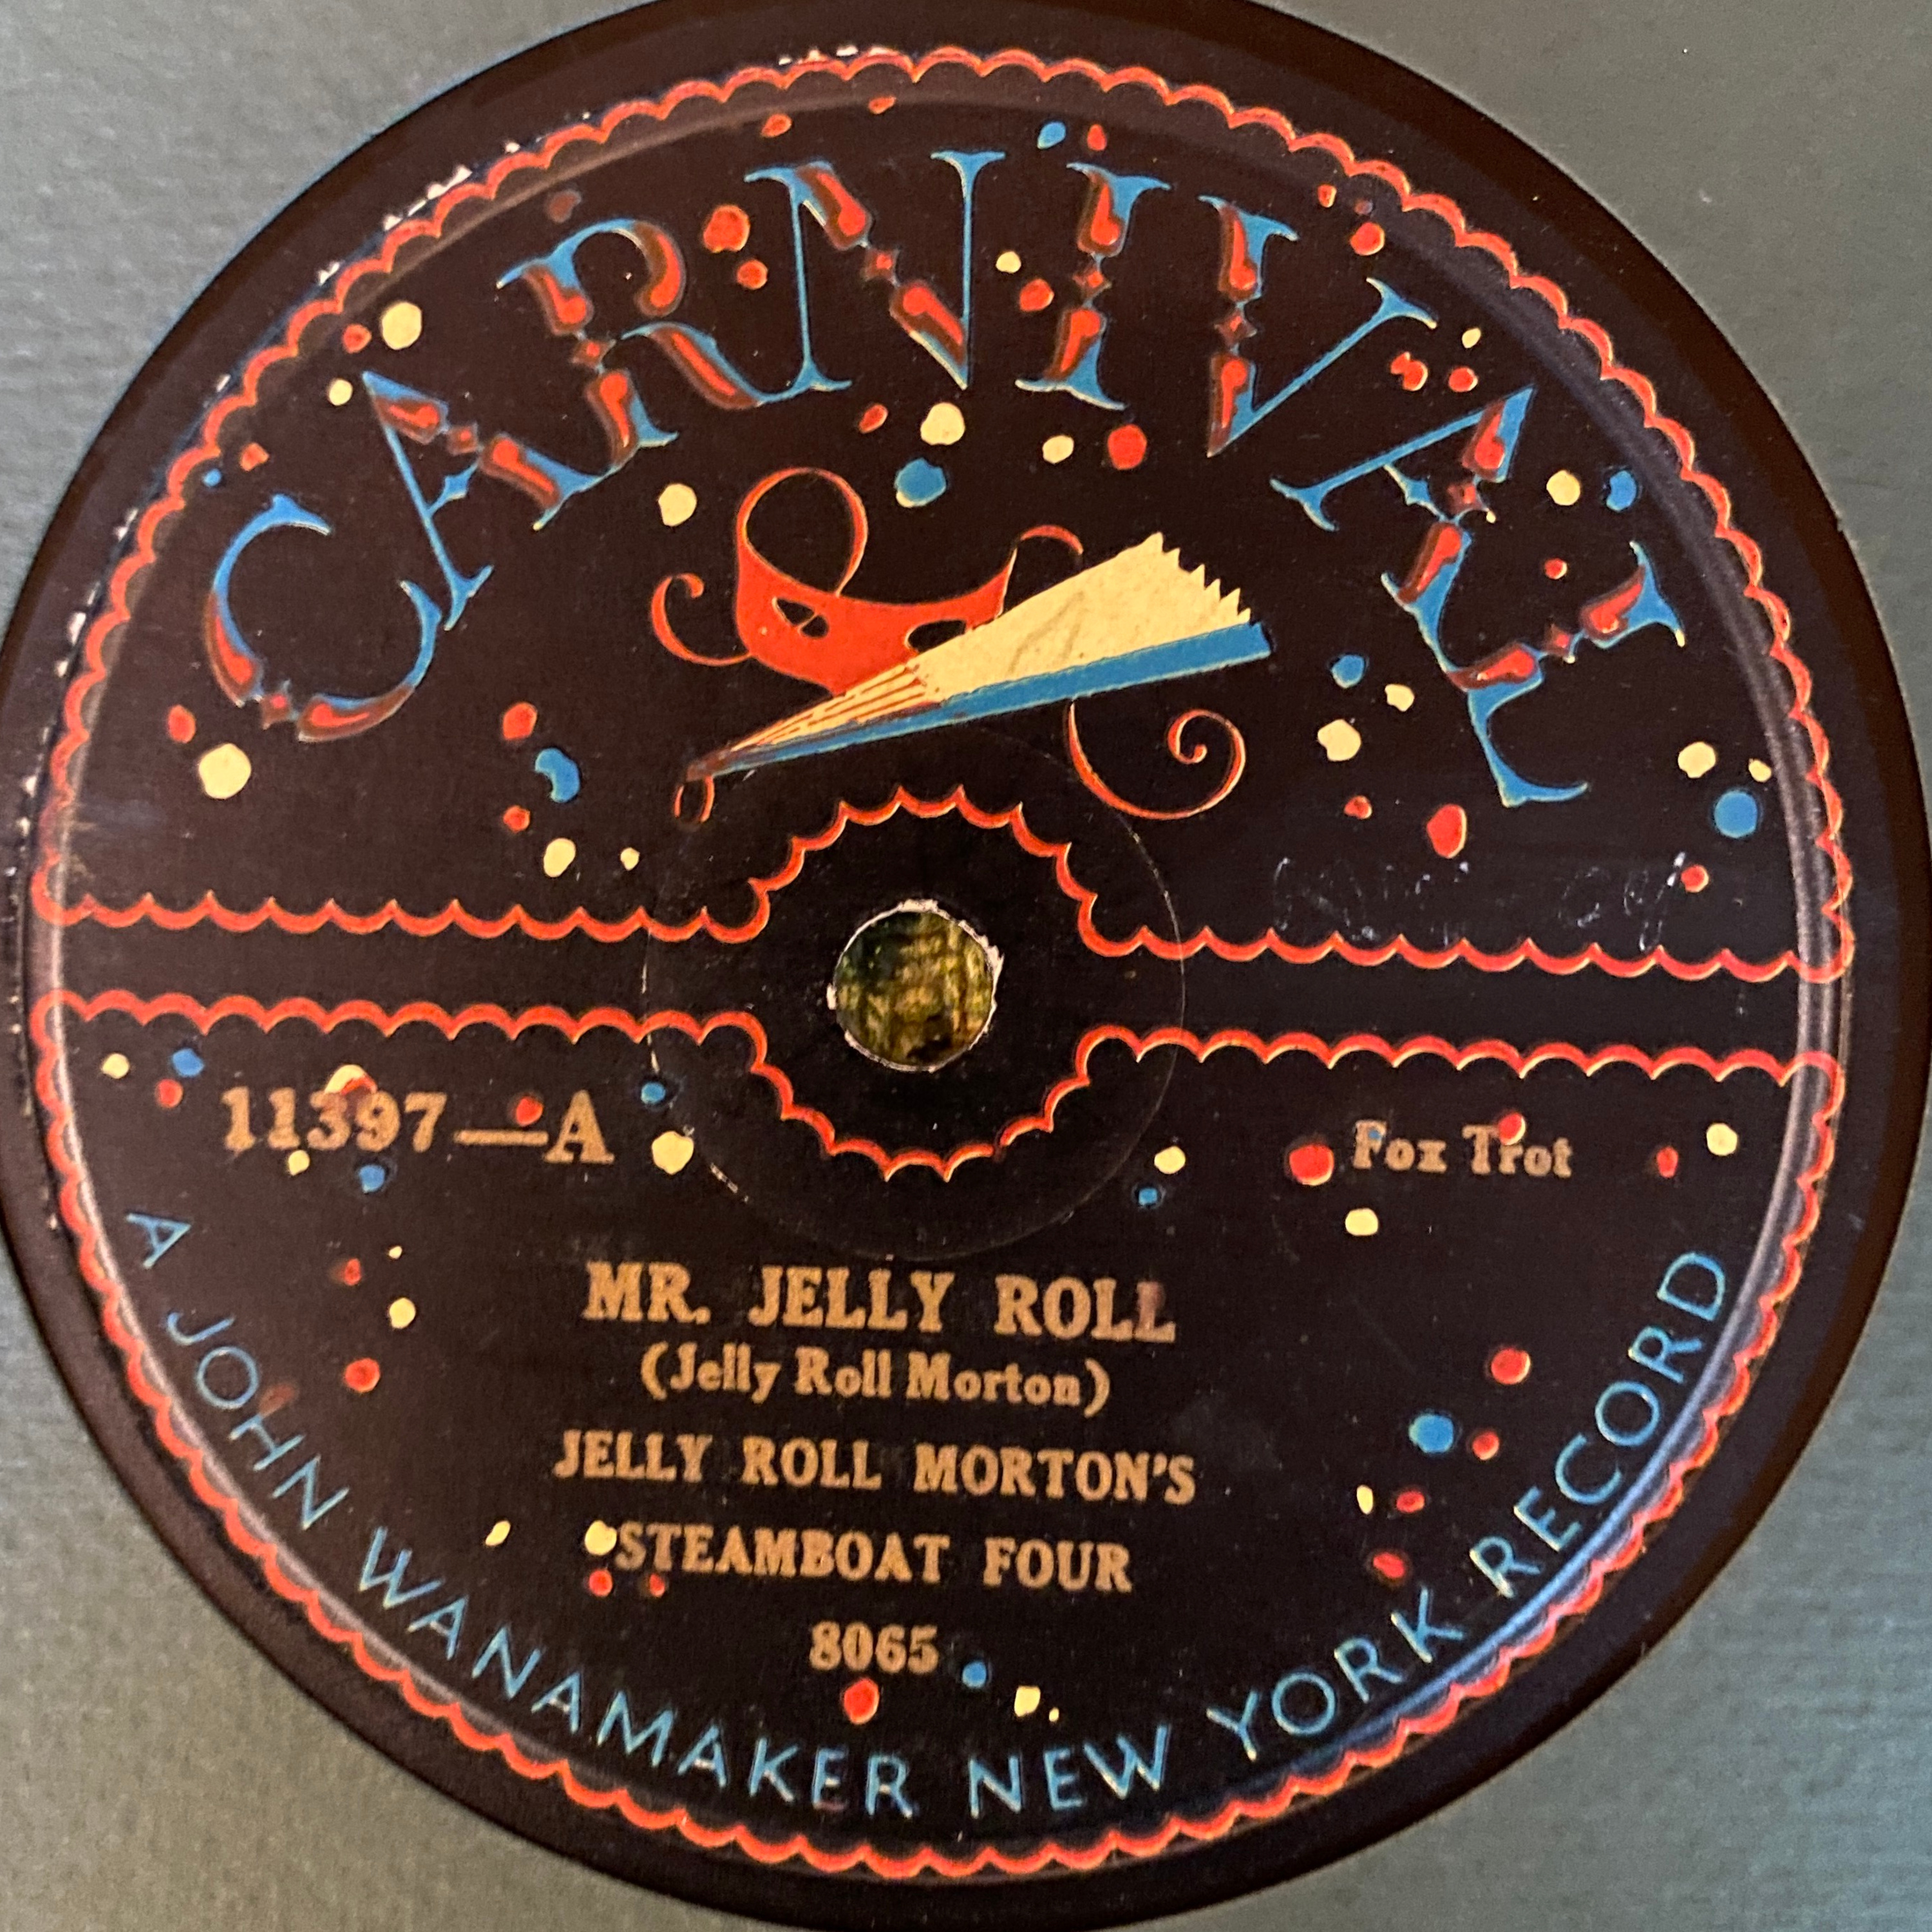 CARNIVAL
11397—A
Fox Trot
MR. JELLY ROLL
(Jelly Roll Morton)
JELLY ROLL MORTON'S
STEAMBOAT FOUR
8065
A JOHN WANAMAKER NEW YORK RECORD